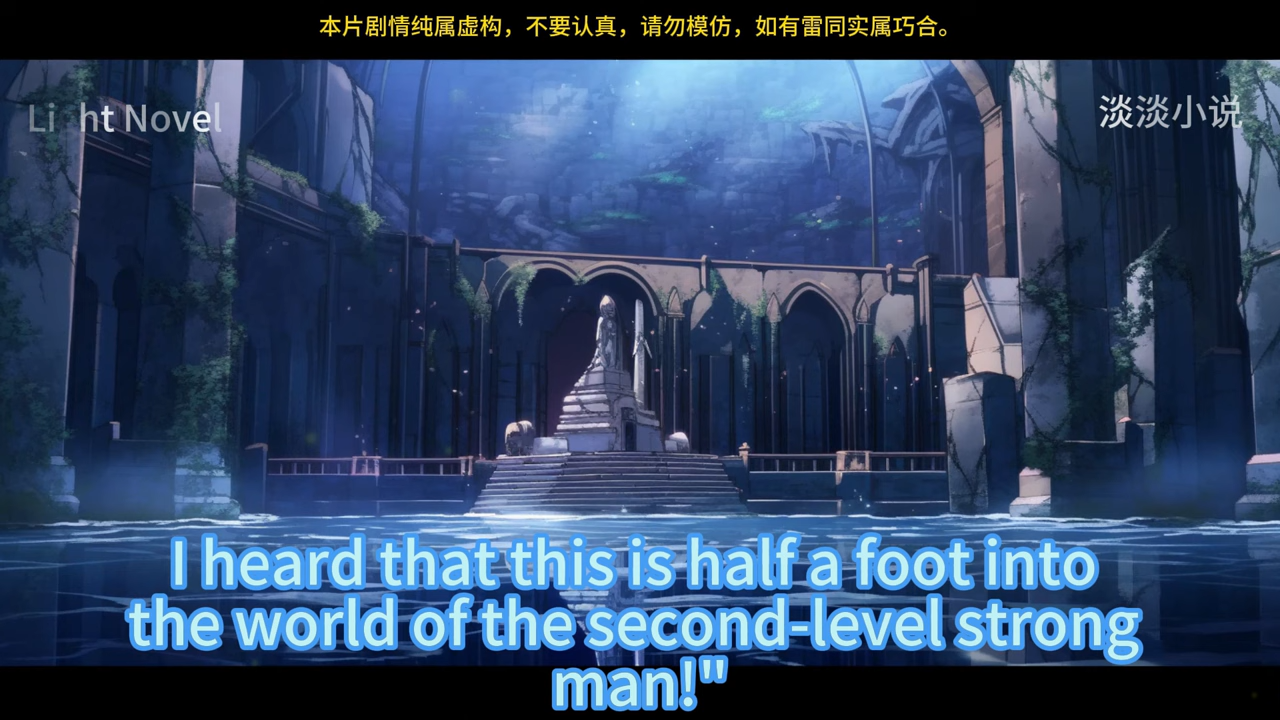 本片剧情纯属虚构，不要认真，请勿模仿，如有雷同实属巧合。
Li ht Novel
淡淡小说
I heard that this is half a foot into
the world of the second-level strong
man!"